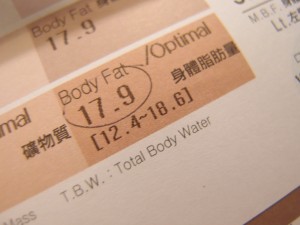 Body Fat
17.9
Body Fat /Optimal
17.9 身體脂肪量
礦物質 [12.4~18.6]
T.B.W.: Total Body Water
Mass
M.B.F.